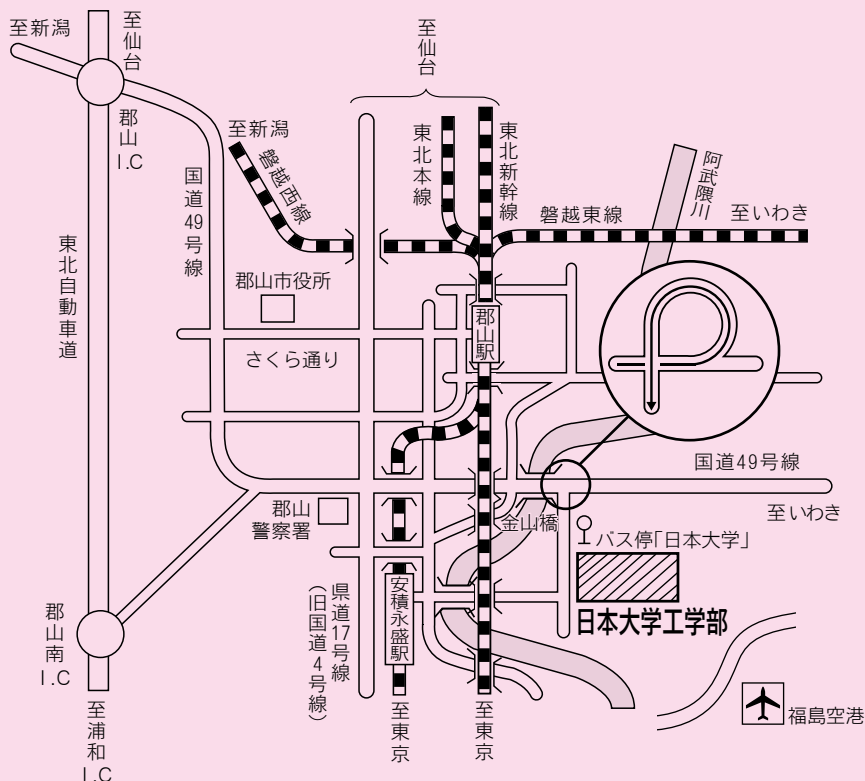 至新潟
至仙台
郡山I.C
至仙台
至新潟
磐越西線
東北本線
東北新幹線
阿武隈川
磐越東線
至いわき
国道49号線
東北自動車道
郡山市役所
郡山駅
さくら通り
国道49号線
至いわき
郡山
警察署
金山橋
バス停「日本大学」
日本大学工学部
安積永盛駅
県道17号線
(旧国道4号線)
郡山南I.C
至東京
至東京
至浦和I.C
福島空港